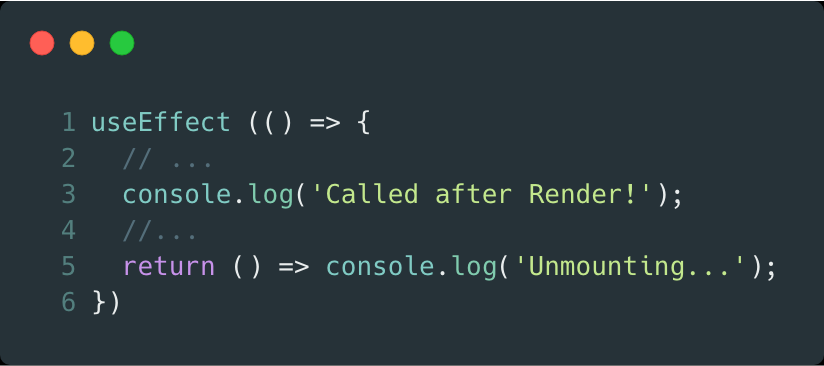 1 useEffect (() => {
2   // ...
3   console.log('Called after Render!');
4   //...
5   return () => console.log('Unmounting...');
6 })